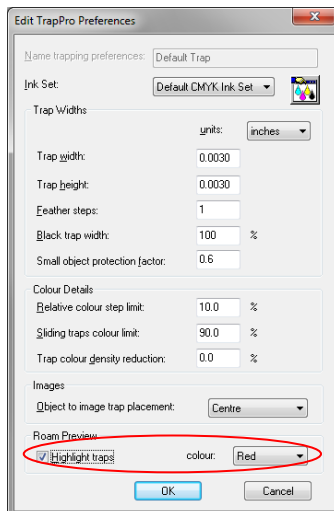 Edit TrapPro Preferences
Name trapping preferences: Default Trap
Ink Set: Default CMYK Ink Set
Trap Widths
units: inches
Trap width: 0.0030
Trap height: 0.0030
Feather steps: 1
Black trap width: 100 %
Small object protection factor: 0.6
Colour Details
Relative colour step limit: 10.0 %
Sliding traps colour limit: 90.0 %
Trap colour density reduction: 0.0 %
Images
Object to image trap placement: Centre
Roam Preview
Highlight traps colour: Red
OK Cancel